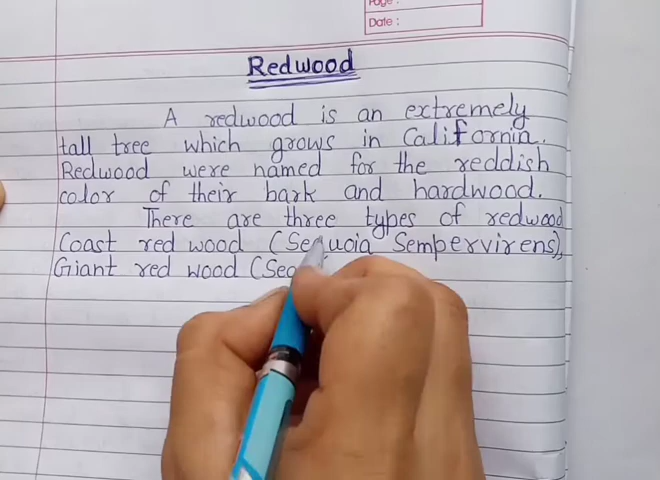 Page :
Date :
Redwood
A redwood is an extremely
tall tree which grows in California.
Redwood were named for the reddish
color of their bark and hardwood.
There are three types of redwood
Coast red wood (Sequoia Sempervirens),
Giant red wood (Seq